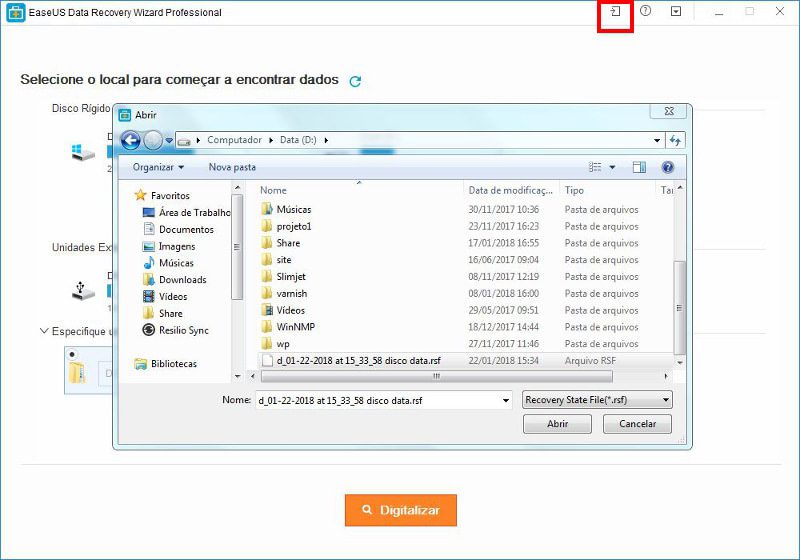 EaseUS Data Recovery Wizard Professional
Selecione o local para começar a encontrar dados
Disco Rígido
Abrir
Computador Data (D:)
Organizar Nova pasta
Nome Data de modificaç... Tipo
Favoritos
Área de Trabalho
Documentos
Imagens
Músicas
Downloads
Vídeos
Share
Resilio Sync
Bibliotecas
Músicas 30/11/2017 10:36 Pasta de arquivos
projeto1 23/11/2017 16:23 Pasta de arquivos
Share 17/01/2018 16:55 Pasta de arquivos
site 16/06/2017 09:04 Pasta de arquivos
Slimjet 08/11/2017 12:19 Pasta de arquivos
varnish 08/01/2018 16:00 Pasta de arquivos
Vídeos 29/05/2017 09:51 Pasta de arquivos
WinNMP 18/12/2017 14:44 Pasta de arquivos
wp 27/11/2017 11:46 Pasta de arquivos
d_01-22-2018 at 15_33_58 disco data.rsf 22/01/2018 15:34 Arquivo RSF
Nome: d_01-22-2018 at 15_33_58 disco data.rsf Recovery State File(*.rsf)
Abrir Cancelar
Unidades Ext
Especifique u
Digitalizar